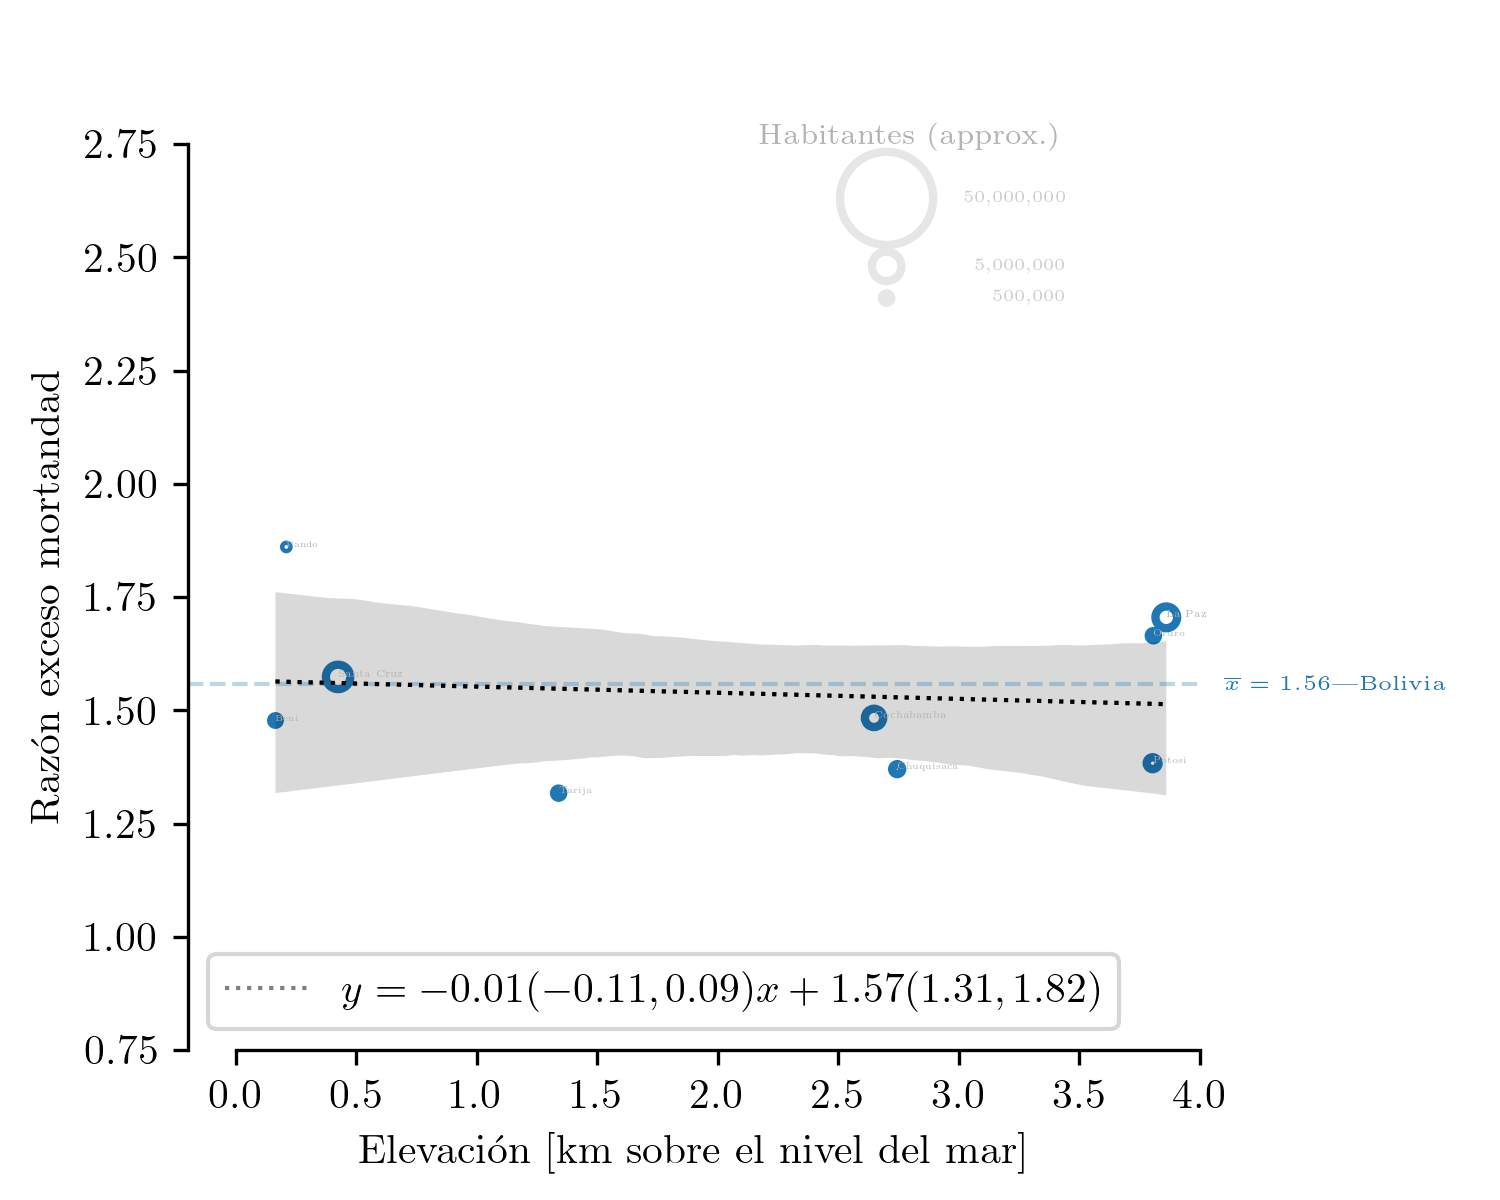 Habitantes (approx.)
50,000,000
5,000,000
500,000
2.75
2.50
2.25
2.00
1.75
1.50
1.25
1.00
0.75
Razón exceso mortandad
Pando
La Paz
Oruro
Santa Cruz
x̄ = 1.56—Bolivia
Beni
Cochabamba
Potosi
Chuquisaca
Tarija
y = −0.01(−0.11, 0.09)x + 1.57(1.31, 1.82)
0.0 0.5 1.0 1.5 2.0 2.5 3.0 3.5 4.0
Elevación [km sobre el nivel del mar]